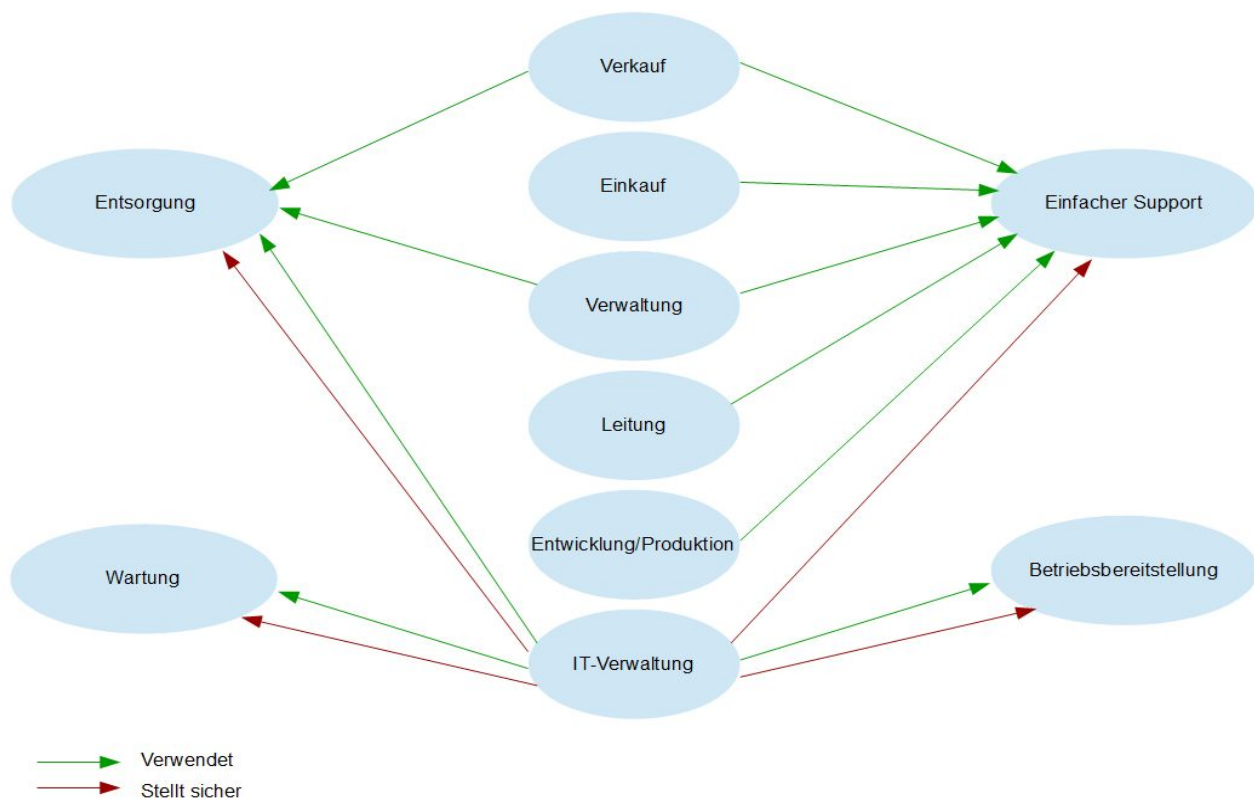 Verkauf
Einkauf
Entsorgung
Einfacher Support
Verwaltung
Leitung
Entwicklung/Produktion
Wartung
Betriebsbereitstellung
IT-Verwaltung
Verwendet
Stellt sicher